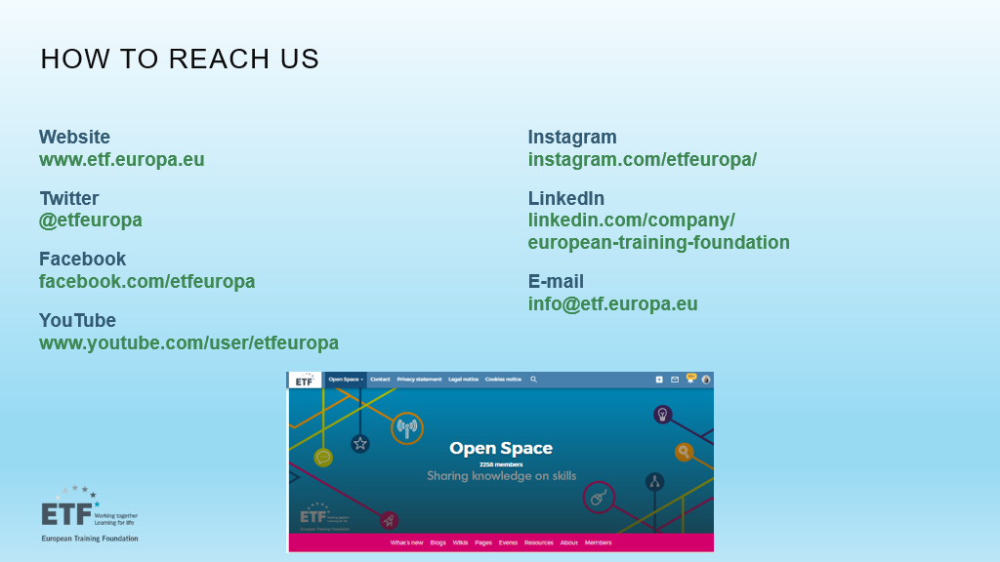 HOW TO REACH US
Website
www.etf.europa.eu
Twitter
@etfeuropa
Facebook
facebook.com/etfeuropa
YouTube
www.youtube.com/user/etfeuropa
Instagram
instagram.com/etfeuropa/
LinkedIn
linkedin.com/company/
european-training-foundation
E-mail
info@etf.europa.eu
ETF
Open Space Contact Privacy statement Legal notice Cookies notice
Open Space
2258 members
Sharing knowledge on skills
ETF
What's new Blogs Wikis Pages Events Resources About Members
ETF
Working together
Learning for life
European Training Foundation